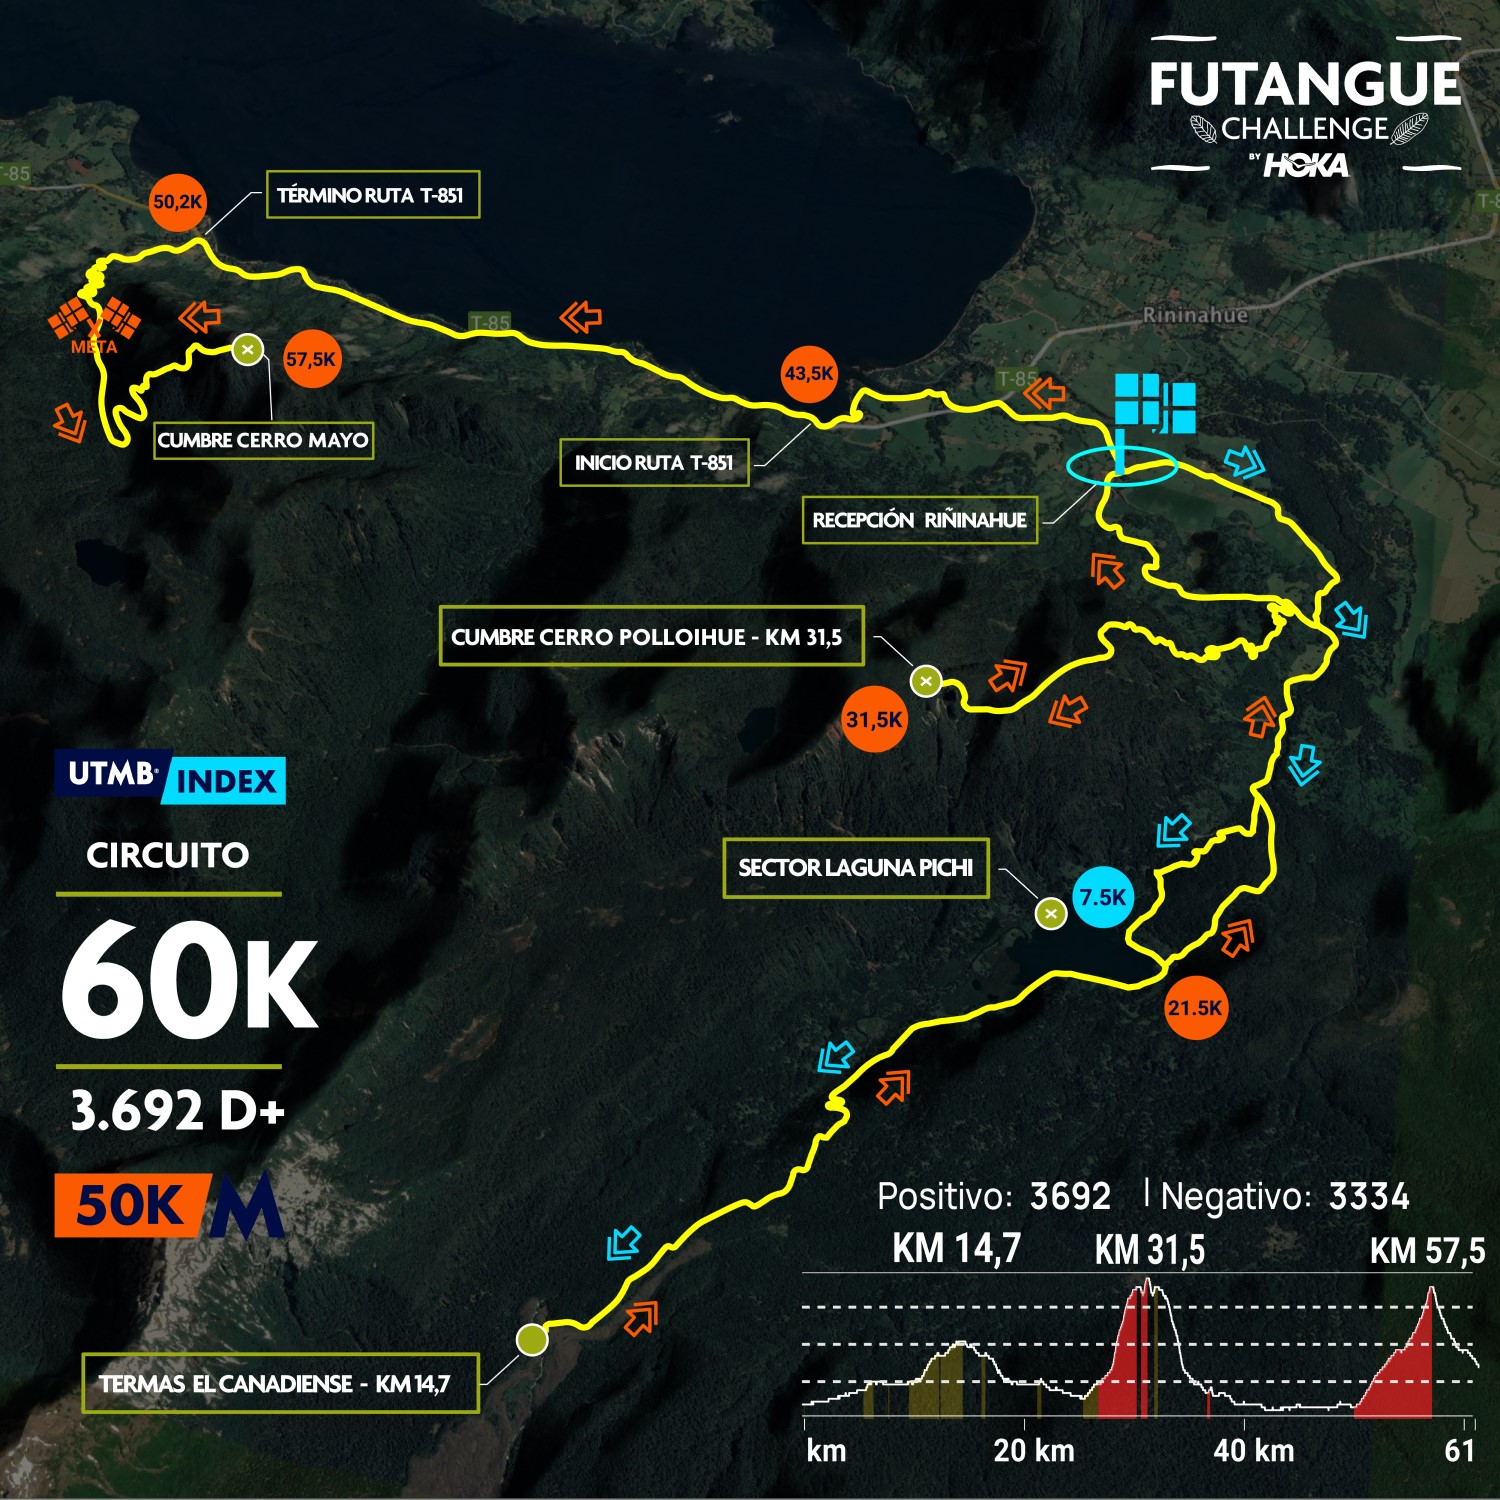 FUTANGUE
CHALLENGE
BY HOKA
T-85
50,2K
TÉRMINO RUTA T-851
T-85
Rininahue
META
57,5K
T-85
43,5K
T-85
CUMBRE CERRO MAYO
INICIO RUTA T-851
RECEPCIÓN RIÑINAHUE
CUMBRE CERRO POLLOIHUE - KM 31,5
31,5K
UTMB® INDEX
CIRCUITO
60K
3.692 D+
50K M
SECTOR LAGUNA PICHI
7.5K
21.5K
TERMAS EL CANADIENSE - KM 14,7
Positivo: 3692 | Negativo: 3334
KM 14,7 KM 31,5 KM 57,5
km 20 km 40 km 61